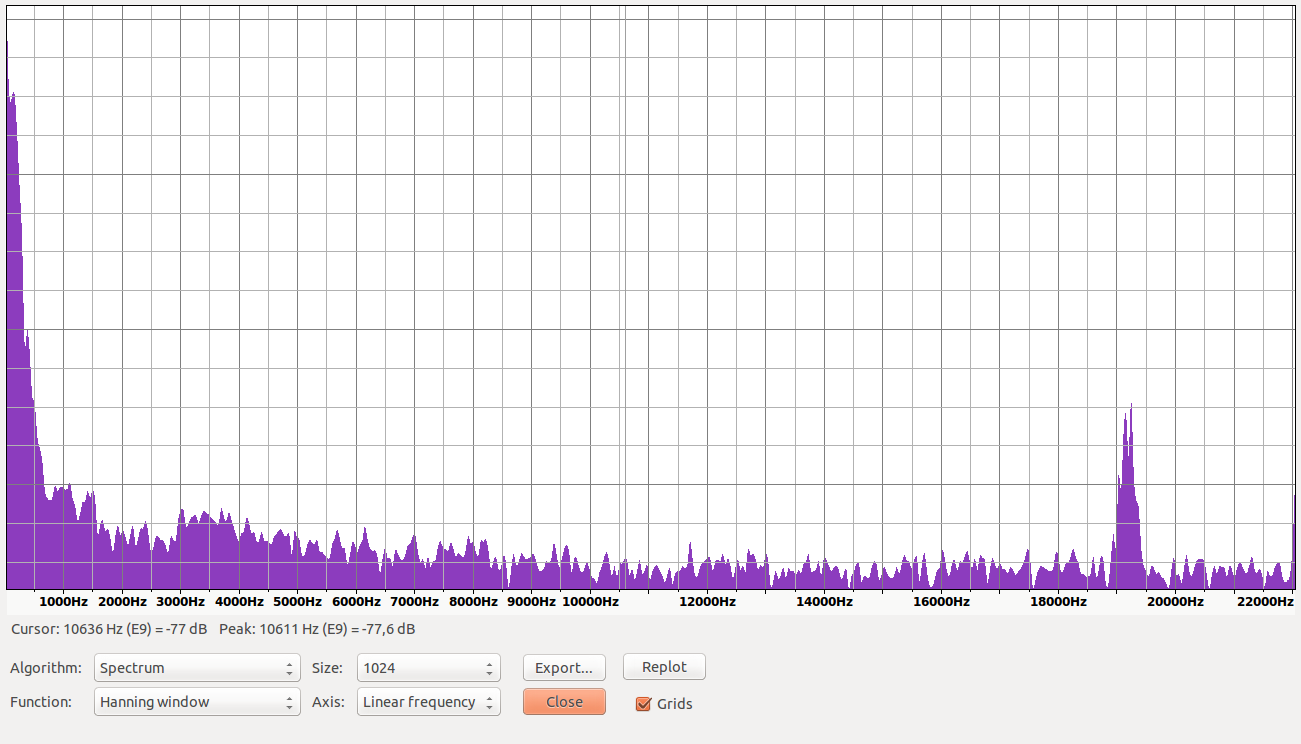 1000Hz 2000Hz 3000Hz 4000Hz 5000Hz 6000Hz 7000Hz 8000Hz 9000Hz 10000Hz 12000Hz 14000Hz 16000Hz 18000Hz 20000Hz 22000Hz
Cursor: 10636 Hz (E9) = -77 dB Peak: 10611 Hz (E9) = -77,6 dB
Algorithm: Spectrum Size: 1024 Export... Replot
Function: Hanning window Axis: Linear frequency Close Grids